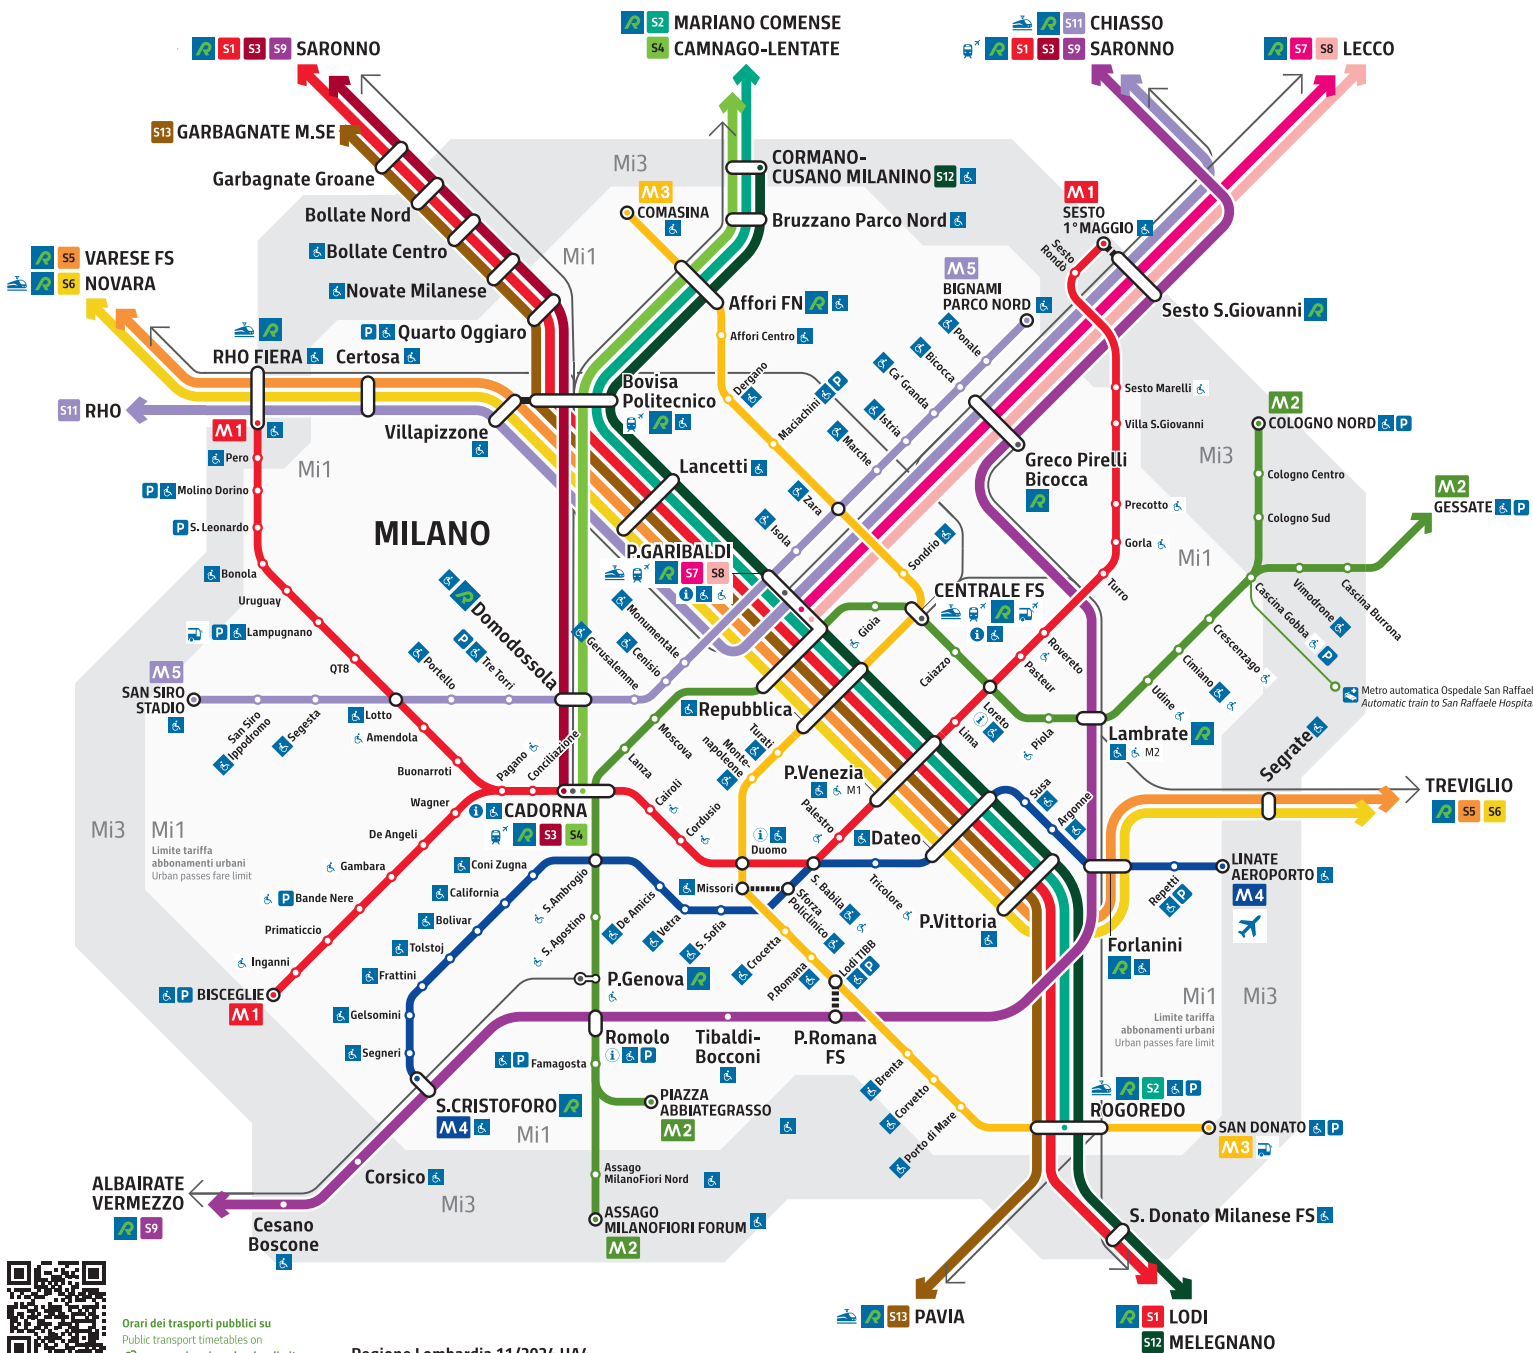 S1 S3 S9 SARONNO
S2 MARIANO COMENSE
S4 CAMNAGO-LENTATE
S11 CHIASSO
S1 S3 S9 SARONNO
S7 S8 LECCO
S13 GARBAGNATE M.SE
Garbagnate Groane
Bollate Nord
Bollate Centro
Novate Milanese
P Quarto Oggiaro
Mi3
M3
COMASINA
CORMANO-
CUSANO MILANINO S12
Bruzzano Parco Nord
M1
SESTO
1°MAGGIO
Sesto
Rondò
Mi1
S5 VARESE FS
S6 NOVARA
M5
BIGNAMI
PARCO NORD
Affori FN
Affori Centro
Sesto S.Giovanni
RHO FIERA
Certosa
Ponale
Bicocca
Ca' Granda
Istria
Marche
Dergano
Maciachini P
Zara
Isola
Bovisa
Politecnico
S11 RHO
Villapizzone
Lancetti
Sesto Marelli
Villa S.Giovanni
Greco Pirelli
Bicocca
Precotto
Gorla
Turro
Mi3
Mi1
M2
COLOGNO NORD P
Cologno Centro
Cologno Sud
M2
GESSATE P
M1
Pero
Mi1
P Molino Dorino
P S. Leonardo
Bonola
Uruguay
P Lampugnano
QT8
MILANO
P.GARIBALDI
S7 S8
i
Sondrio
CENTRALE FS
i
Gioia
Caiazzo
Rovereto
Pasteur
Loreto
i
Lima
Piola
Cascina Gobba
P
Vimodrone
Cascina Burrona
Crescenzago
Cimiano
Udine
Metro automatica Ospedale San Raffael
Automatic train to San Raffaele Hospita
Domodossola
Monumentale
Cenisio
Gerusalemme
P Tre Torri
Portello
M5
SAN SIRO
STADIO
San Siro
Ippodromo
Segesta
Lotto
Amendola
Buonarroti
Pagano
Conciliazione
Wagner
De Angeli
Gambara
P Bande Nere
Primaticcio
Inganni
P BISCEGLIE
M1
Repubblica
Moscova
Lanza
Cairoli
Cordusio
Turati
Monte-
napoleone
P.Venezia
M1
Palestro
Lambrate
M2
Segrate
TREVIGLIO
S5 S6
i CADORNA
S3 S4
Mi3
Mi1
Limite tariffa
abbonamenti urbani
Urban passes fare limit
i
Duomo
Dateo
Susa
Argonne
LINATE
AEROPORTO
M4
Repetti
P
Coni Zugna
California
Bolivar
Tolstoj
Frattini
Gelsomini
Segneri
S.Ambrogio
S. Agostino
De Amicis
Vetra
S. Sofia
Missori
Sforza
Policlinico
S. Babila
Tricolore
Crocetta
P.Romana
Lodi TIBB
P
P.Vittoria
Forlanini
P.Genova
Mi1
Mi3
Limite tariffa
abbonamenti urbani
Urban passes fare limit
Romolo
i P
Tibaldi-
Bocconi
P.Romana
FS
P Famagosta
S.CRISTOFORO
M4
Mi1
PIAZZA
ABBIATEGRASSO
M2
Brenta
Corvetto
Porto di Mare
S2 P
ROGOREDO
SAN DONATO P
M3
Corsico
Mi3
Assago
MilanoFiori Nord
ALBAIRATE
VERMEZZO
S9
Cesano
Boscone
ASSAGO
MILANOFIORI FORUM
M2
S. Donato Milanese FS
S13 PAVIA
S1 LODI
S12 MELEGNANO
Orari dei trasporti pubblici su
Public transport timetables on